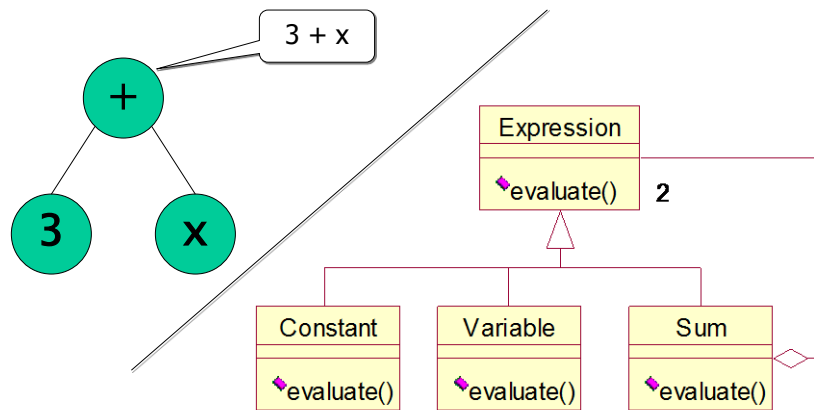 3 + x
+
3
x
Expression
evaluate()
2
Constant
evaluate()
Variable
evaluate()
Sum
evaluate()